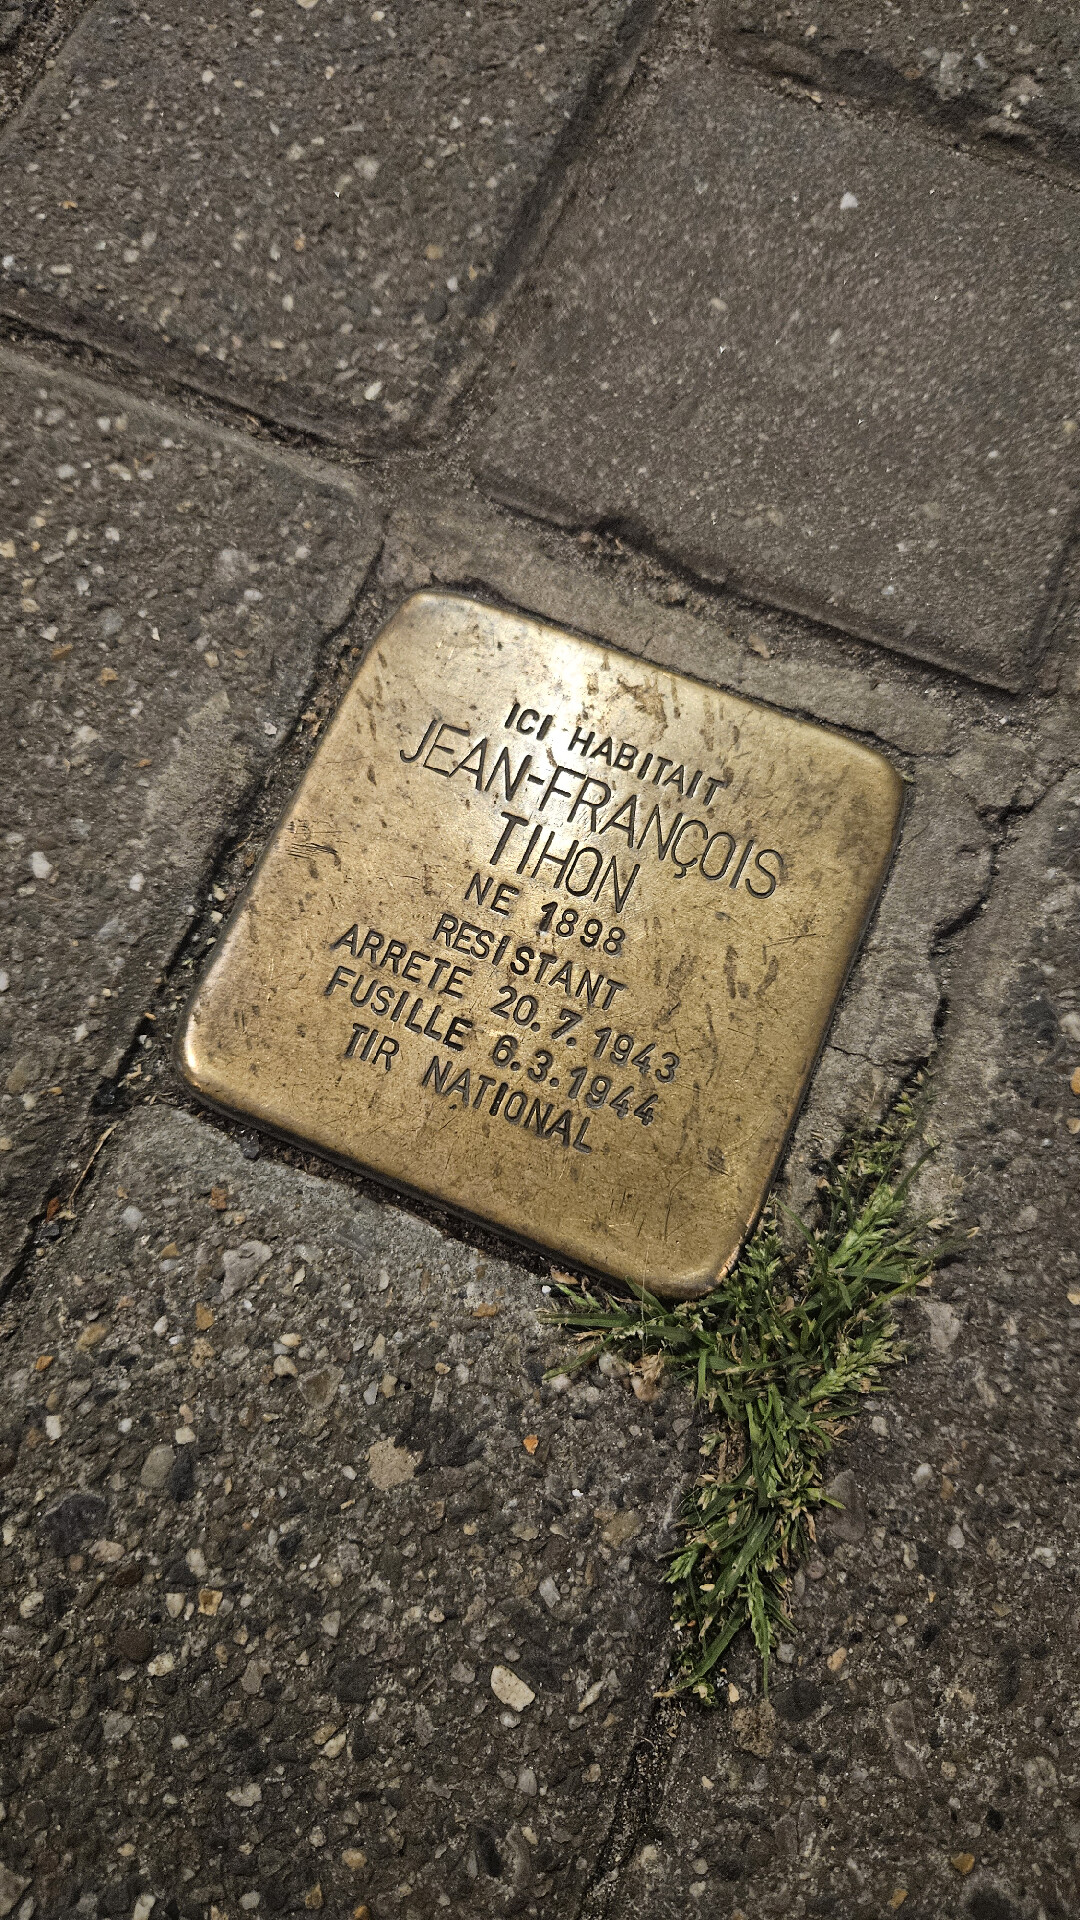 ICI HABITAIT
JEAN-FRANÇOIS
TIHON
NE 1898
RESISTANT
ARRETE 20.7.1943
FUSILLE 6.3.1944
TIR NATIONAL